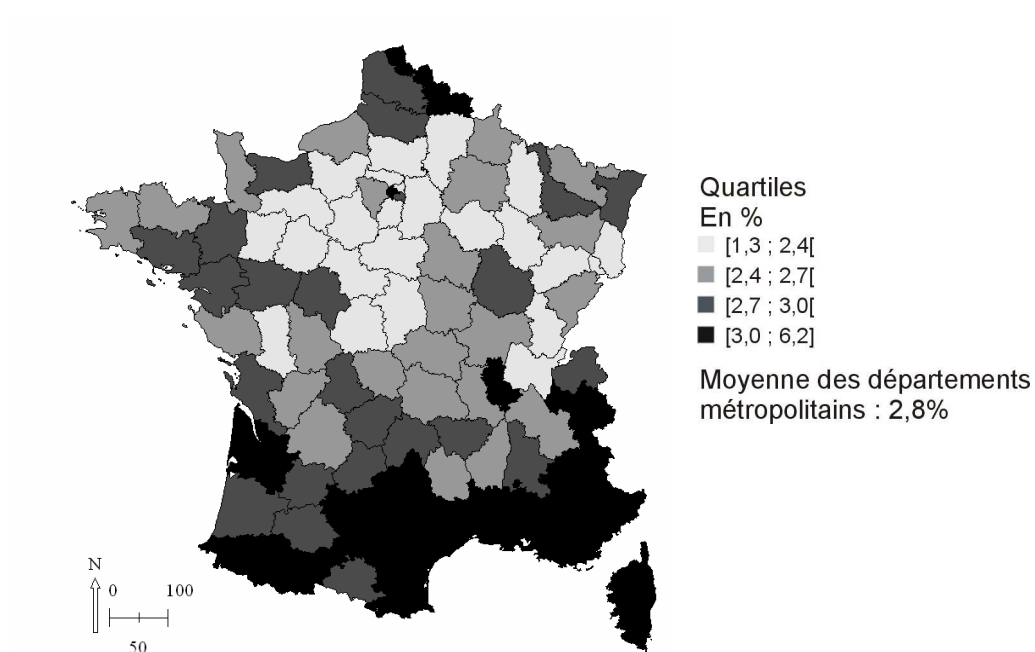 Quartiles
En %
[1,3 ; 2,4[
[2,4 ; 2,7[
[2,7 ; 3,0[
[3,0 ; 6,2]
Moyenne des départements
métropolitains : 2,8%
N
0 100
50